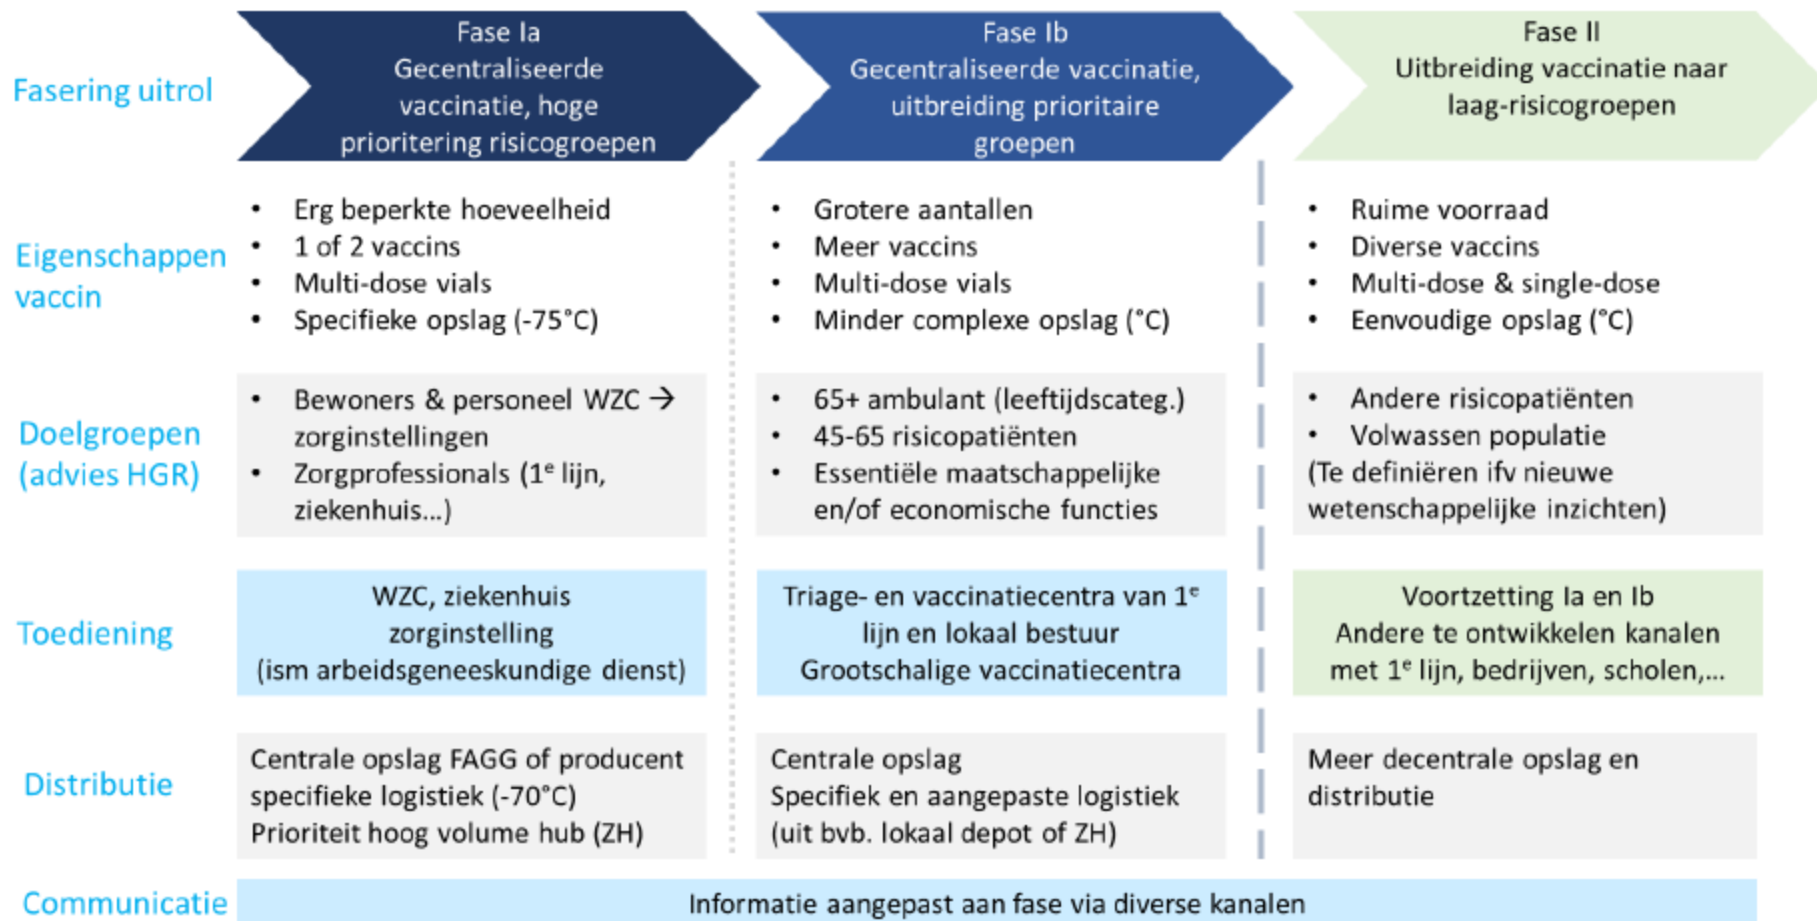 Fasering uitrol
Fase Ia
Gecentraliseerde
vaccinatie, hoge
prioritering risicogroepen
Fase Ib
Gecentraliseerde vaccinatie,
uitbreiding prioritaire
groepen
Fase II
Uitbreiding vaccinatie naar
laag-risicogroepen
Eigenschappen
vaccin
• Erg beperkte hoeveelheid
• 1 of 2 vaccins
• Multi-dose vials
• Specifieke opslag (-75°C)
• Grotere aantallen
• Meer vaccins
• Multi-dose vials
• Minder complexe opslag (°C)
• Ruime voorraad
• Diverse vaccins
• Multi-dose & single-dose
• Eenvoudige opslag (°C)
Doelgroepen
(advies HGR)
• Bewoners & personeel WZC →
zorginstellingen
• Zorgprofessionals (1e lijn,
ziekenhuis...)
• 65+ ambulant (leeftijdscateg.)
• 45-65 risicopatiënten
• Essentiële maatschappelijke
en/of economische functies
• Andere risicopatiënten
• Volwassen populatie
(Te definiëren ifv nieuwe
wetenschappelijke inzichten)
Toediening
WZC, ziekenhuis
zorginstelling
(ism arbeidsgeneeskundige dienst)
Triage- en vaccinatiecentra van 1e
lijn en lokaal bestuur
Grootschalige vaccinatiecentra
Voortzetting Ia en Ib
Andere te ontwikkelen kanalen
met 1e lijn, bedrijven, scholen,...
Distributie
Centrale opslag FAGG of producent
specifieke logistiek (-70°C)
Prioriteit hoog volume hub (ZH)
Centrale opslag
Specifiek en aangepaste logistiek
(uit bvb. lokaal depot of ZH)
Meer decentrale opslag en
distributie
Communicatie
Informatie aangepast aan fase via diverse kanalen